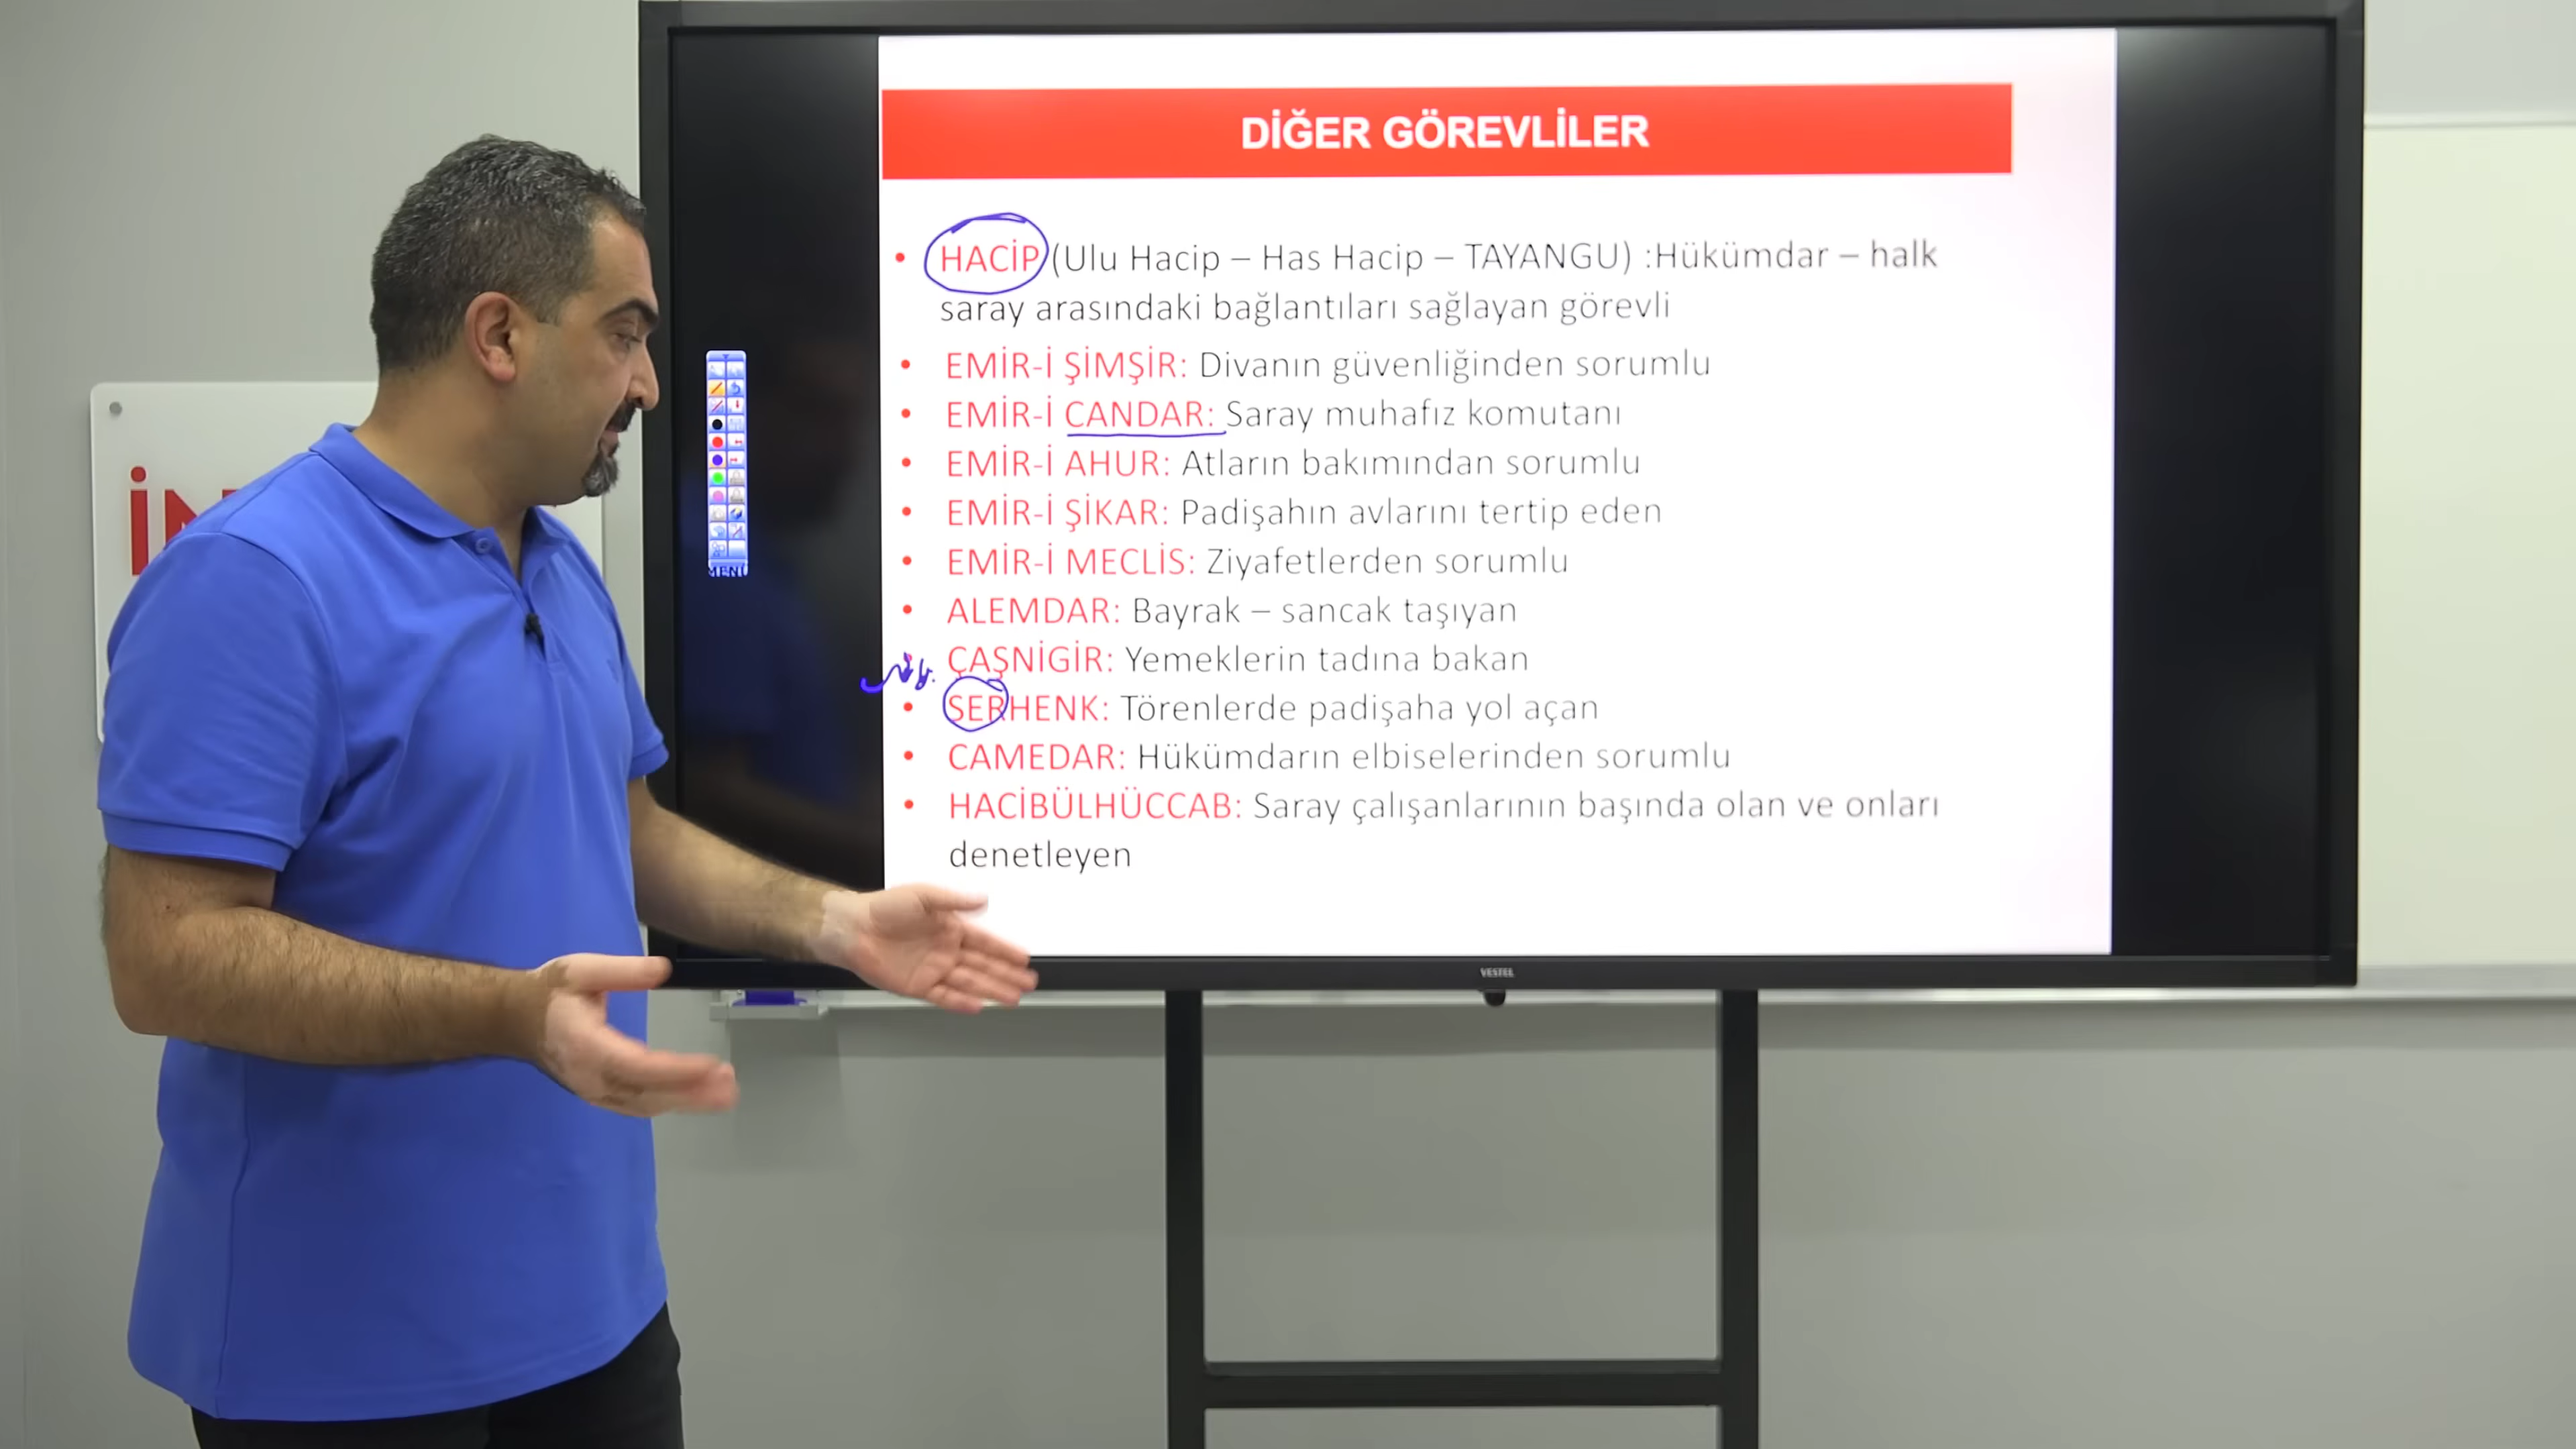 DİĞER GÖREVLİLER
• HACİP (Ulu Hacip – Has Hacip – TAYANGU) :Hükümdar – halk
saray arasındaki bağlantıları sağlayan görevli
• EMİR-İ ŞİMŞİR: Divanın güvenliğinden sorumlu
• EMİR-İ CANDAR: Saray muhafız komutanı
• EMİR-İ AHUR: Atların bakımından sorumlu
• EMİR-İ ŞİKAR: Padişahın avlarını tertip eden
• EMİR-İ MECLİS: Ziyafetlerden sorumlu
• ALEMDAR: Bayrak – sancak taşıyan
• ÇAŞNİGİR: Yemeklerin tadına bakan
• SERHENK: Törenlerde padişaha yol açan
• CAMEDAR: Hükümdarın elbiselerinden sorumlu
• HACİBÜLHÜCCAB: Saray çalışanlarının başında olan ve onları
denetleyen
MENU
VESTEL